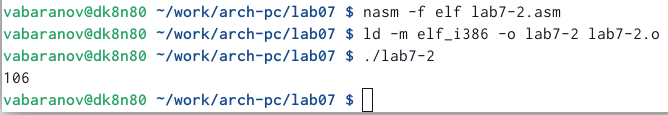 vabaranov@dk8n80 ~/work/arch-pc/lab07 $ nasm -f elf lab7-2.asm
vabaranov@dk8n80 ~/work/arch-pc/lab07 $ ld -m elf_i386 -o lab7-2 lab7-2.o
vabaranov@dk8n80 ~/work/arch-pc/lab07 $ ./lab7-2
106
vabaranov@dk8n80 ~/work/arch-pc/lab07 $